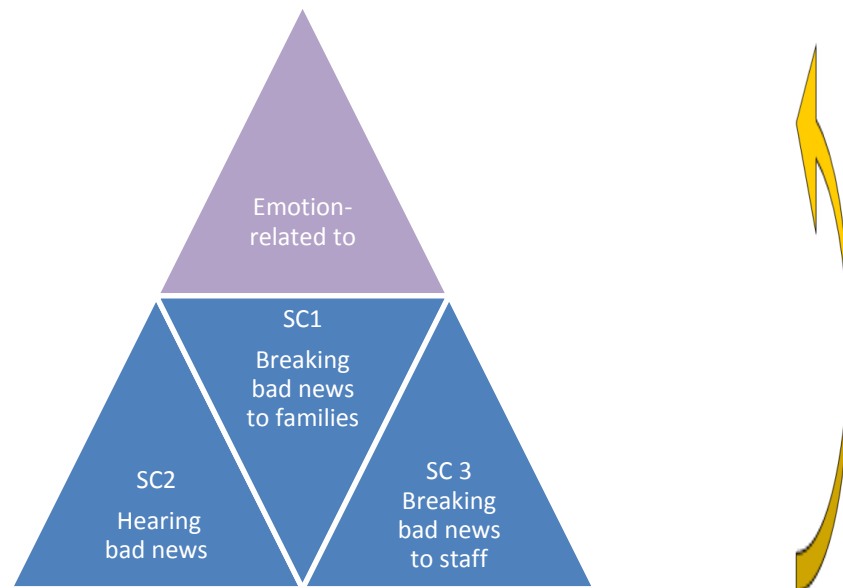 Emotion-
related to
SC1
Breaking
bad news
to families
SC2
Hearing
bad news
SC 3
Breaking
bad news
to staff